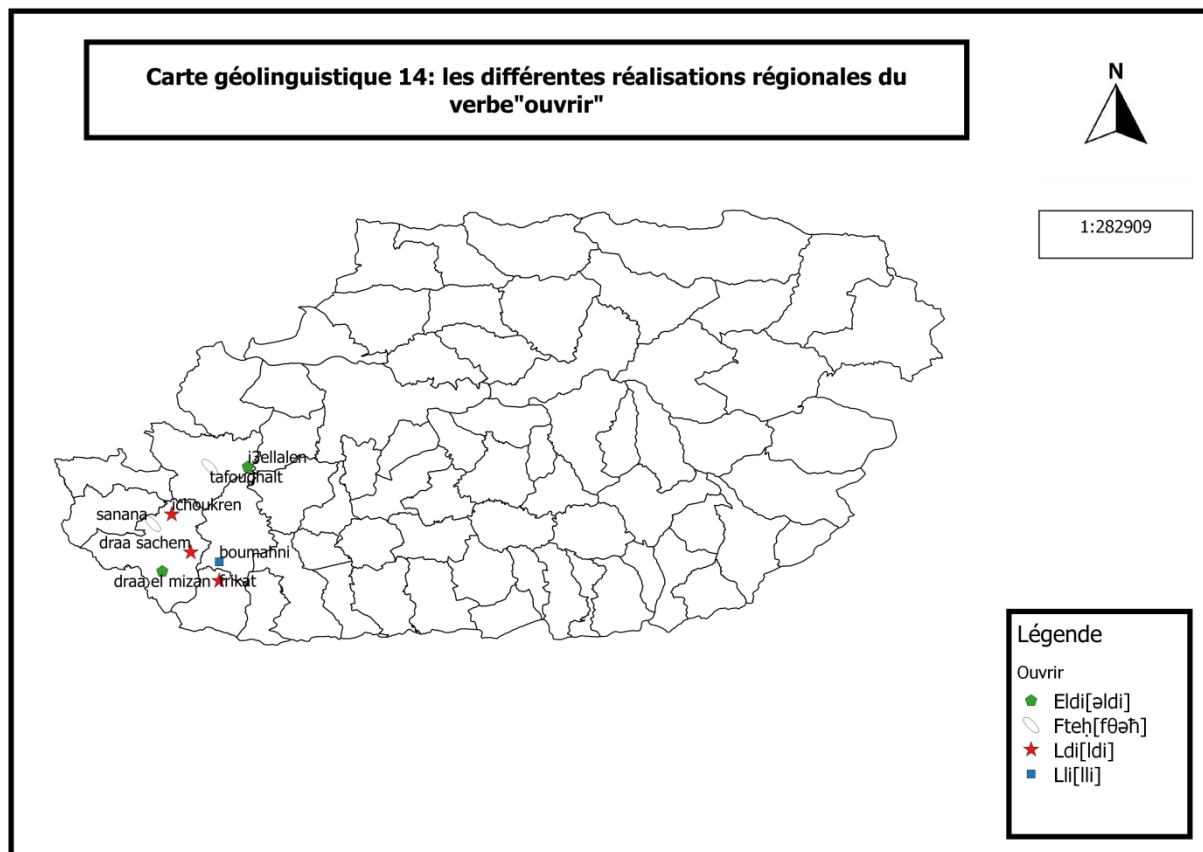 Carte géolinguistique 14: les différentes réalisations régionales du
verbe"ouvrir"
N
1:282909
i3ellalen
tafoughalt
ichoukren
sanana
draa sachem
boumahni
draa el mizan
frikat
Légende
Ouvrir
Eldi[əldi]
Fteḥ[fθəħ]
Ldi[ldi]
Lli[lli]